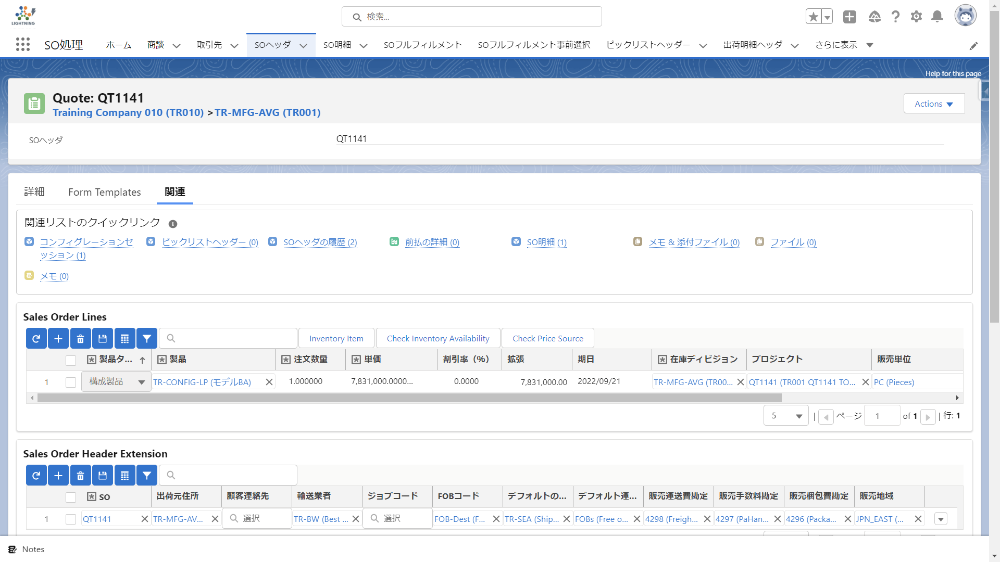 LIGHTNING
検索...
SO処理
ホーム
商談
取引先
SOヘッダ
SO明細
SOフルフィルメント
SOフルフィルメント事前選択
ピックリストヘッダー
出荷明細ヘッダ
さらに表示
Help for this page
Quote: QT1141
Training Company 010 (TR010) >TR-MFG-AVG (TR001)
Actions
SOヘッダ
QT1141
詳細
Form Templates
関連
関連リストのクイックリンク
コンフィグレーションセ
ッション (1)
ピックリストヘッダー (0)
SOヘッダの履歴 (2)
前払の詳細 (0)
SO明細 (1)
メモ & 添付ファイル (0)
ファイル (0)
メモ (0)
Sales Order Lines
Inventory Item
Check Inventory Availability
Check Price Source
製品タ...
製品
注文数量
単価
割引率（%）
拡張
期日
在庫ディビジョン
プロジェクト
販売単位
1
構成製品
TR-CONFIG-LP (モデルBA)
1.000000
7,831,000.0000...
0.0000
7,831,000.00
2022/09/21
TR-MFG-AVG (TR00...
QT1141 (TR001 QT1141 TO...
PC (Pieces)
5
| ページ 1 of 1 | 行: 1
Sales Order Header Extension
SO
出荷元住所
顧客連絡先
輸送業者
ジョブコード
FOBコード
デフォルトの...
デフォルト運...
販売運送費勘定
販売手数料勘定
販売梱包費勘定
販売地域
1
QT1141
TR-MFG-AV...
選択
TR-BW (Best ...
選択
FOB-Dest (F...
TR-SEA (Ship...
FOBs (Free o...
4298 (Freigh...
4297 (PaHan...
4296 (Packa...
JPN_EAST (...
Notes